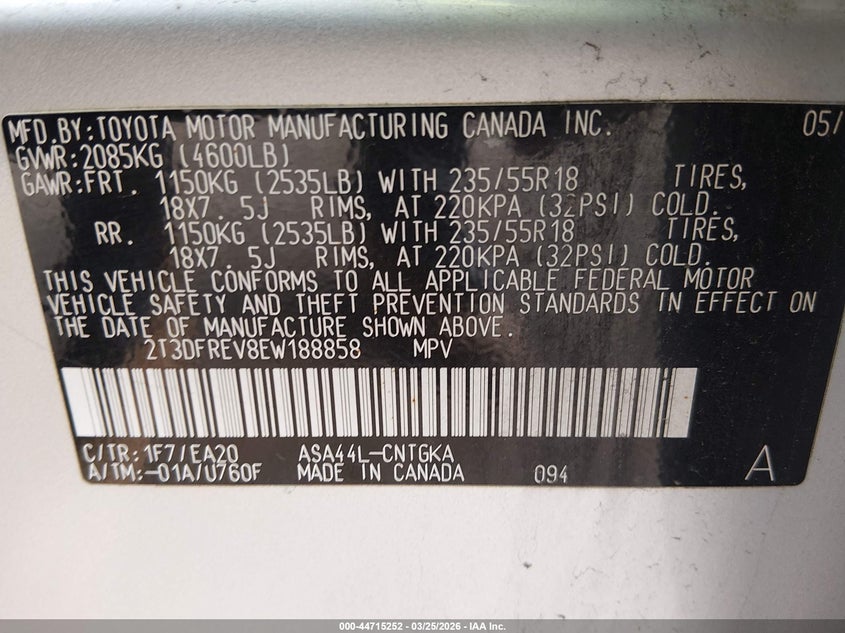 MFD.BY:TOYOTA MOTOR MANUFACTURING CANADA INC. 05/
GVWR:2085KG (4600LB)
GAWR:FRT. 1150KG (2535LB) WITH 235/55R18 TIRES,
18X7.5J RIMS, AT 220KPA (32PSI) COLD.
RR. 1150KG (2535LB) WITH 235/55R18 TIRES,
18X7.5J RIMS, AT 220KPA (32PSI) COLD.
THIS VEHICLE CONFORMS TO ALL APPLICABLE FEDERAL MOTOR
VEHICLE SAFETY AND THEFT PREVENTION STANDARDS IN EFFECT ON
THE DATE OF MANUFACTURE SHOWN ABOVE.
2T3DFREV8EW188858 MPV
C/TR:1F7/EA20 ASA44L-CNTGKA
A/TM:-01A/U760F MADE IN CANADA 094 A
000-44715252 - 03/25/2026 - IAA Inc.